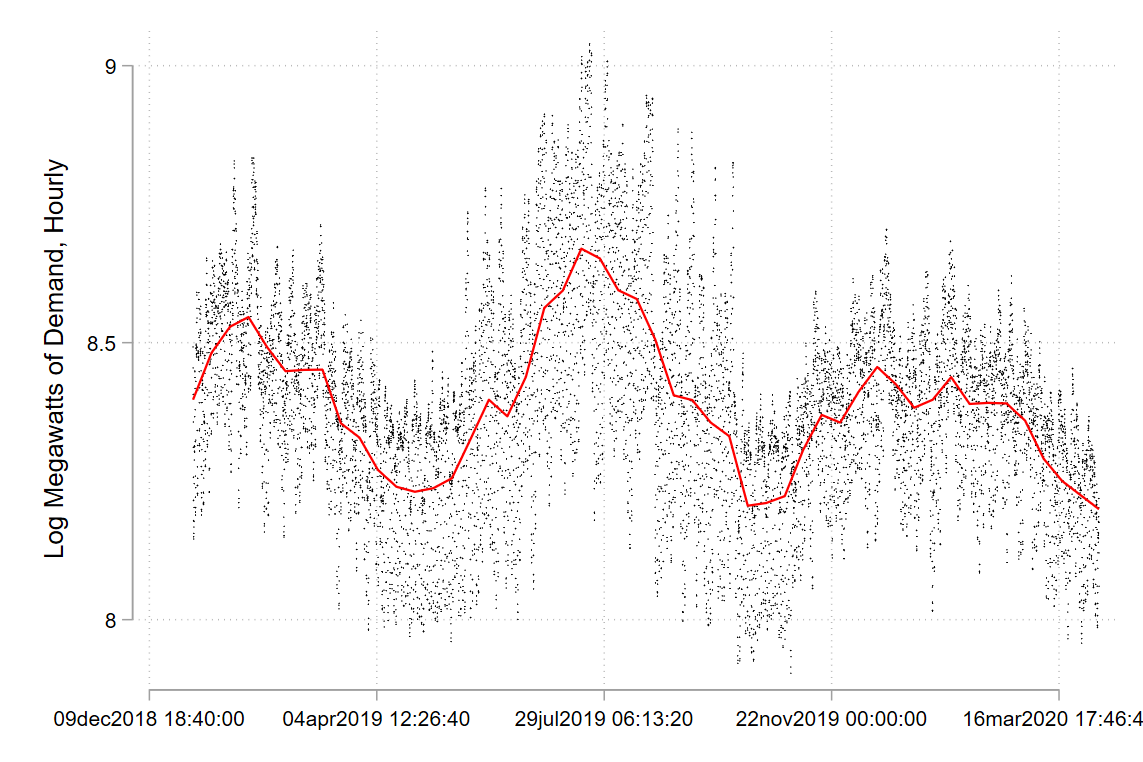 Log Megawatts of Demand, Hourly
9
8.5
8
09dec2018 18:40:00
04apr2019 12:26:40
29jul2019 06:13:20
22nov2019 00:00:00
16mar2020 17:46:4